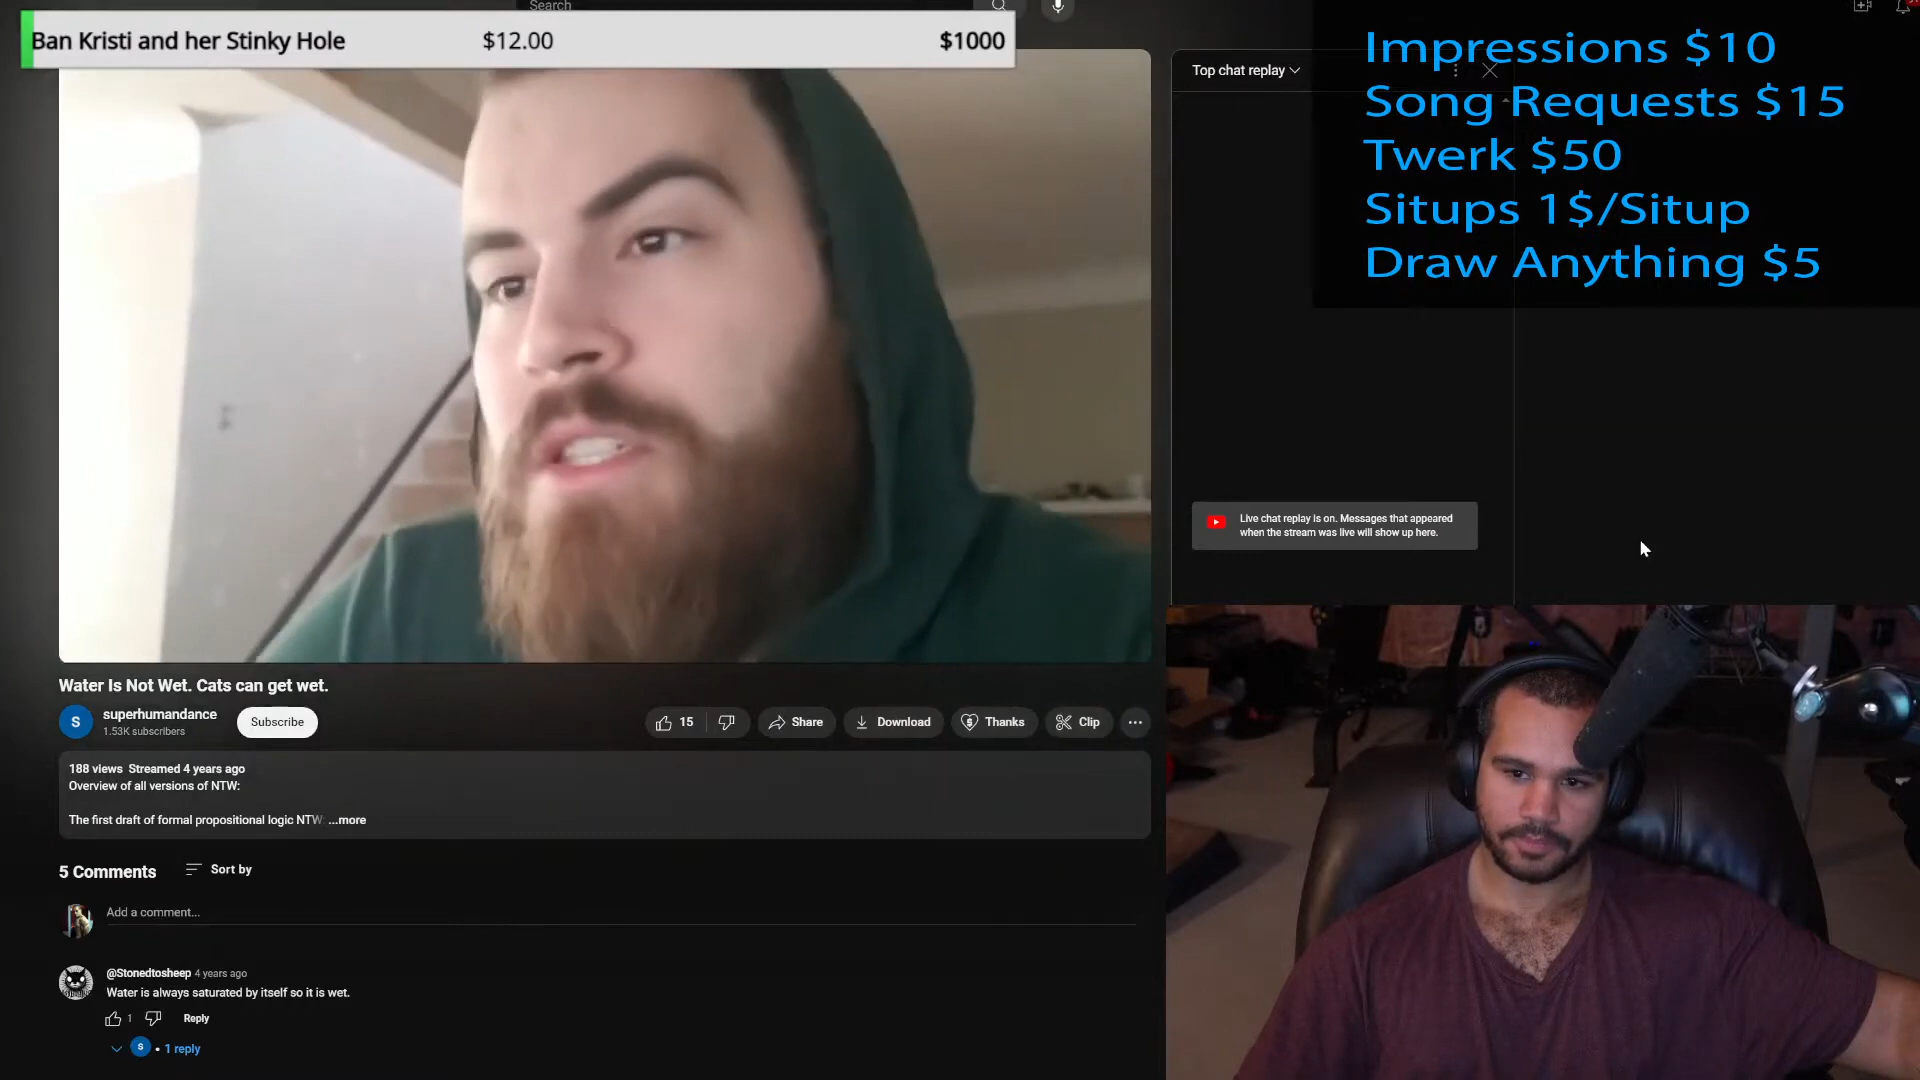 Search
Ban Kristi and her Stinky Hole $12.00 $1000
Impressions $10
Song Requests $15
Twerk $50
Situps 1$/Situp
Draw Anything $5
Top chat replay
Live chat replay is on. Messages that appeared
when the stream was live will show up here.
Water Is Not Wet. Cats can get wet.
S
superhumandance
1.53K subscribers
Subscribe
15
Share
Download
Thanks
Clip
188 views Streamed 4 years ago
Overview of all versions of NTW:
The first draft of formal propositional logic NTW ...more
5 Comments
Sort by
Add a comment...
@Stonedtosheep 4 years ago
Water is always saturated by itself so it is wet.
1
Reply
S
• 1 reply